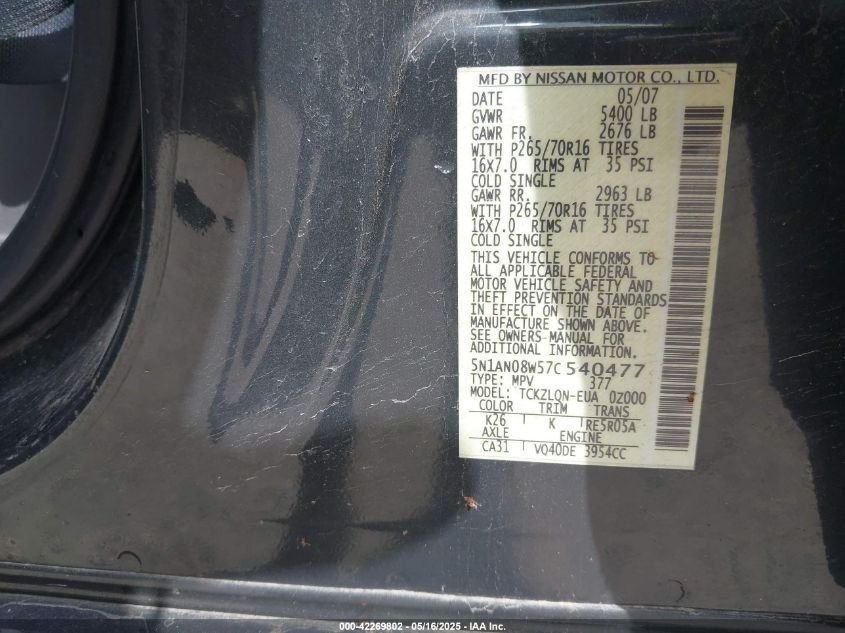 MFD BY NISSAN MOTOR CO., LTD.
DATE 05/07
GVWR 5400 LB
GAWR FR. 2676 LB
WITH P265/70R16 TIRES
16X7.0 RIMS AT 35 PSI
COLD SINGLE
GAWR RR. 2963 LB
WITH P265/70R16 TIRES
16X7.0 RIMS AT 35 PSI
COLD SINGLE
THIS VEHICLE CONFORMS TO
ALL APPLICABLE FEDERAL
MOTOR VEHICLE SAFETY AND
THEFT PREVENTION STANDARDS
IN EFFECT ON THE DATE OF
MANUFACTURE SHOWN ABOVE.
SEE OWNERS MANUAL FOR
ADDITIONAL INFORMATION
5N1AN08W57C540477
TYPE: MPV 377
MODEL: TCKZLQN-EUA 0Z000
COLOR TRIM TRANS
K26 K RE5R05A
AXLE ENGINE
CA31 VQ40DE 3954CC
000-42269802 - 05/16/2025 - IAA Inc.